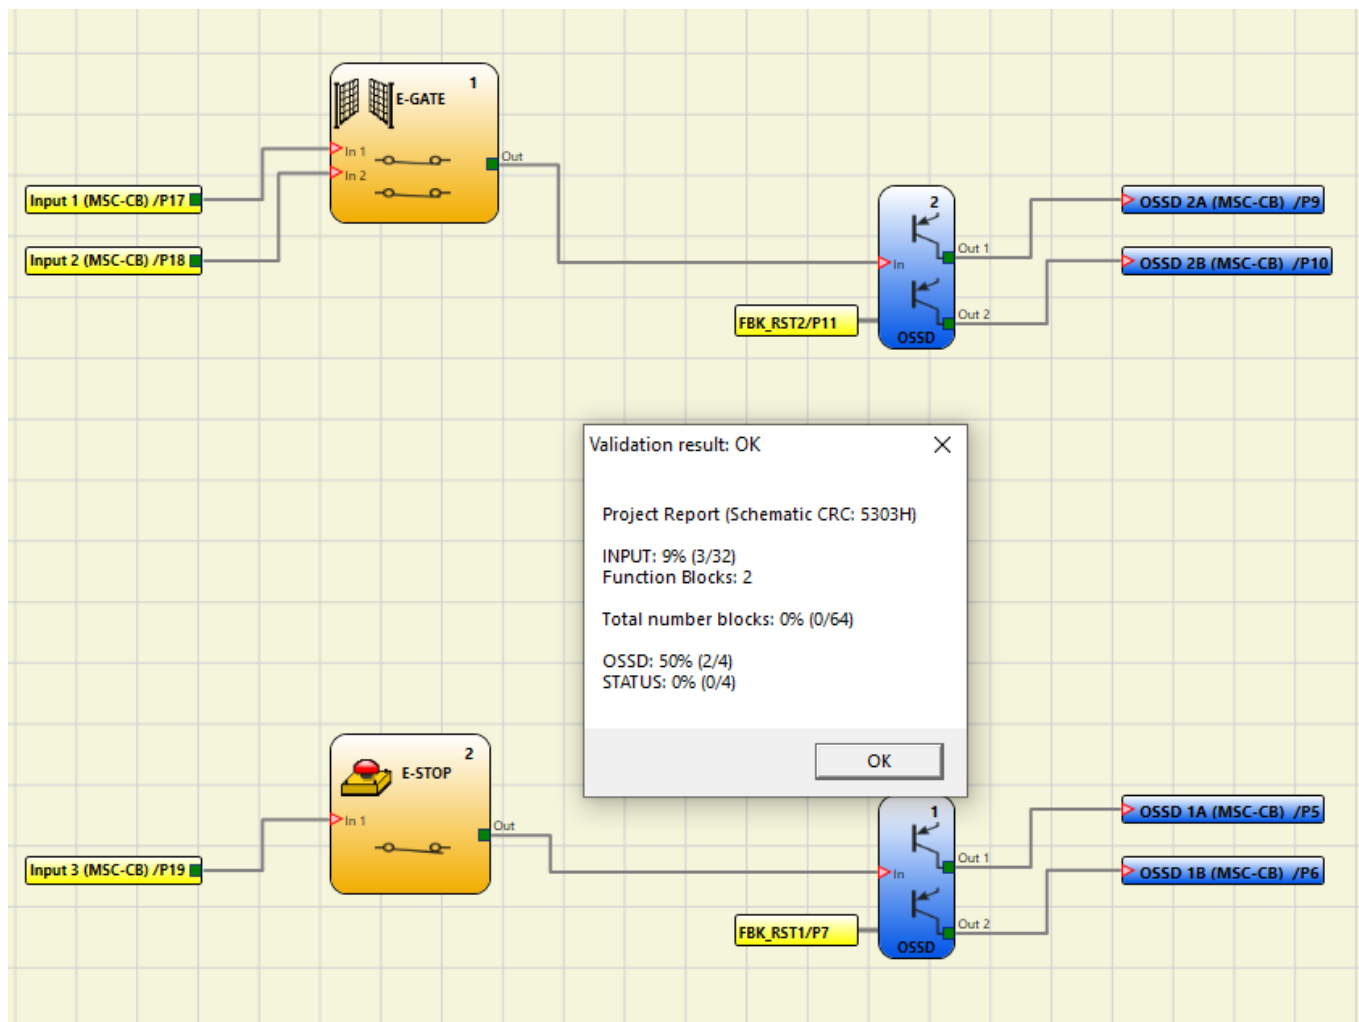 1
E-GATE
In 1
In 2
Out
Input 1 (MSC-CB) /P17
Input 2 (MSC-CB) /P18
2
Out 1
In
Out 2
OSSD
FBK_RST2/P11
OSSD 2A (MSC-CB)  /P9
OSSD 2B (MSC-CB)  /P10
Validation result: OK
Project Report (Schematic CRC: 5303H)
INPUT: 9% (3/32)
Function Blocks: 2
Total number blocks: 0% (0/64)
OSSD: 50% (2/4)
STATUS: 0% (0/4)
OK
2
E-STOP
In 1
Out
Input 3 (MSC-CB) /P19
1
Out 1
In
Out 2
OSSD
FBK_RST1/P7
OSSD 1A (MSC-CB)  /P5
OSSD 1B (MSC-CB)  /P6